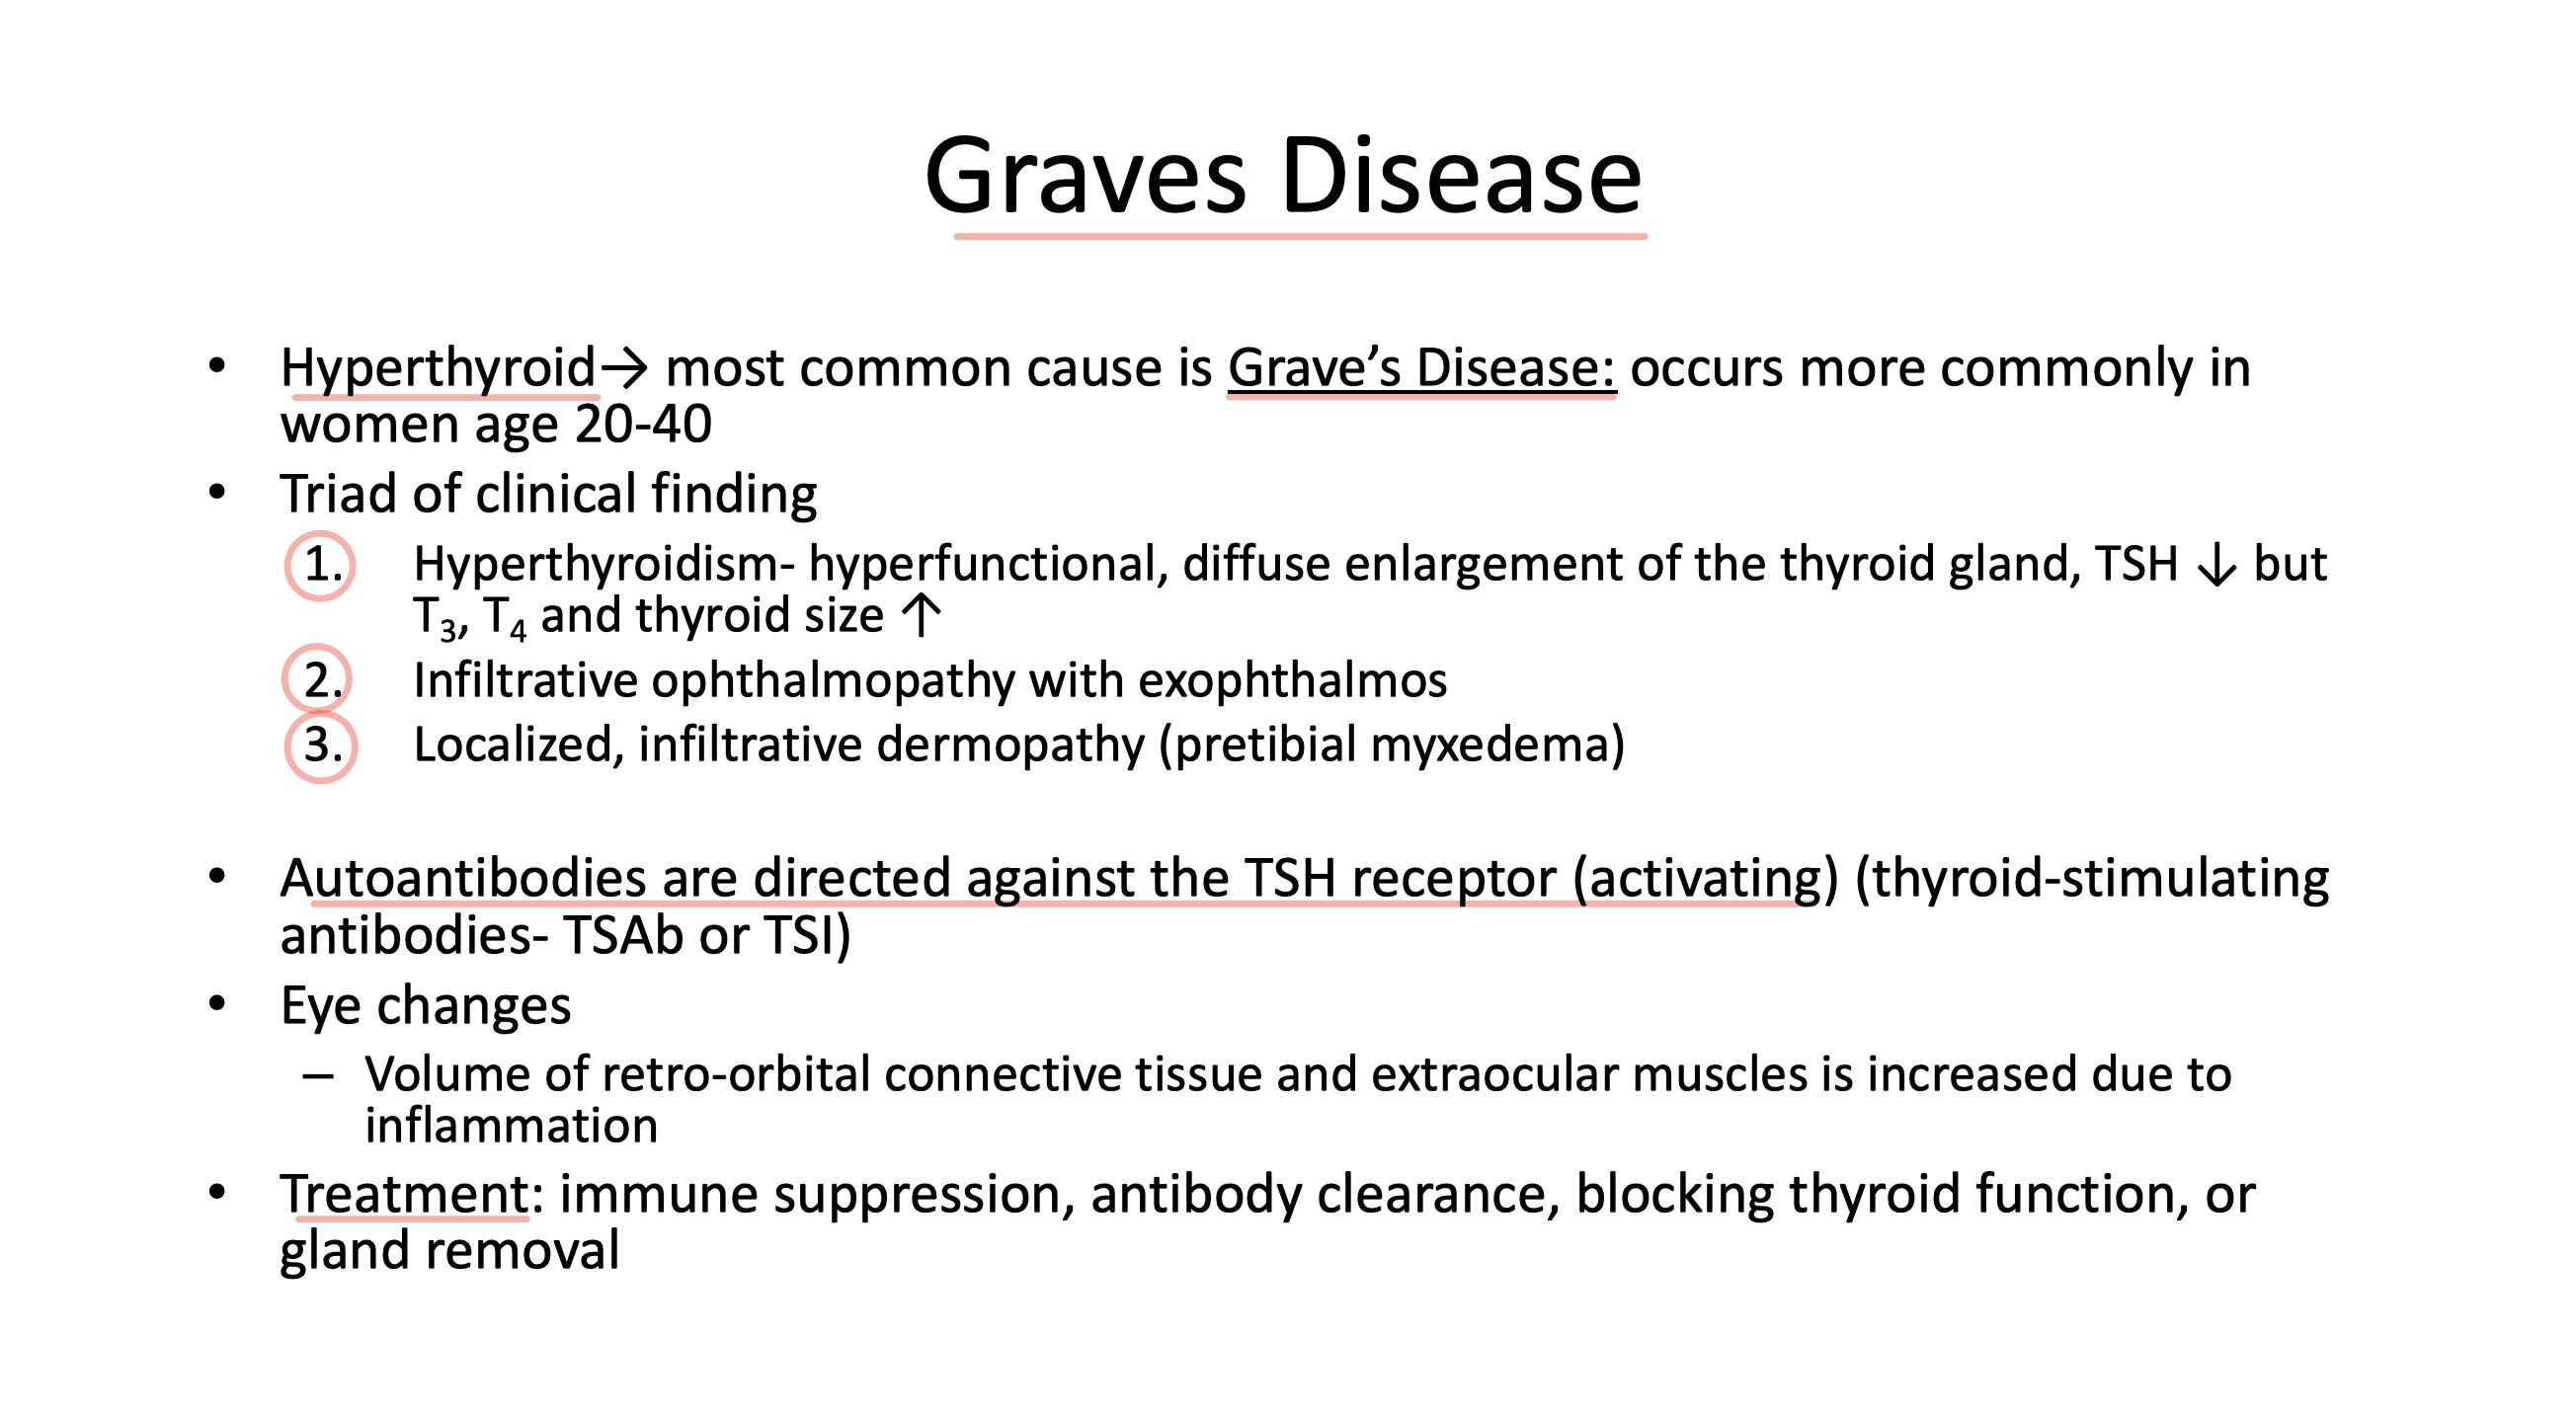 Graves Disease
• Hyperthyroid→ most common cause is Grave’s Disease: occurs more commonly in
women age 20-40
• Triad of clinical finding
1. Hyperthyroidism- hyperfunctional, diffuse enlargement of the thyroid gland, TSH ↓ but
T₃, T₄ and thyroid size ↑
2. Infiltrative ophthalmopathy with exophthalmos
3. Localized, infiltrative dermopathy (pretibial myxedema)
• Autoantibodies are directed against the TSH receptor (activating) (thyroid-stimulating
antibodies- TSAb or TSI)
• Eye changes
– Volume of retro-orbital connective tissue and extraocular muscles is increased due to
inflammation
• Treatment: immune suppression, antibody clearance, blocking thyroid function, or
gland removal